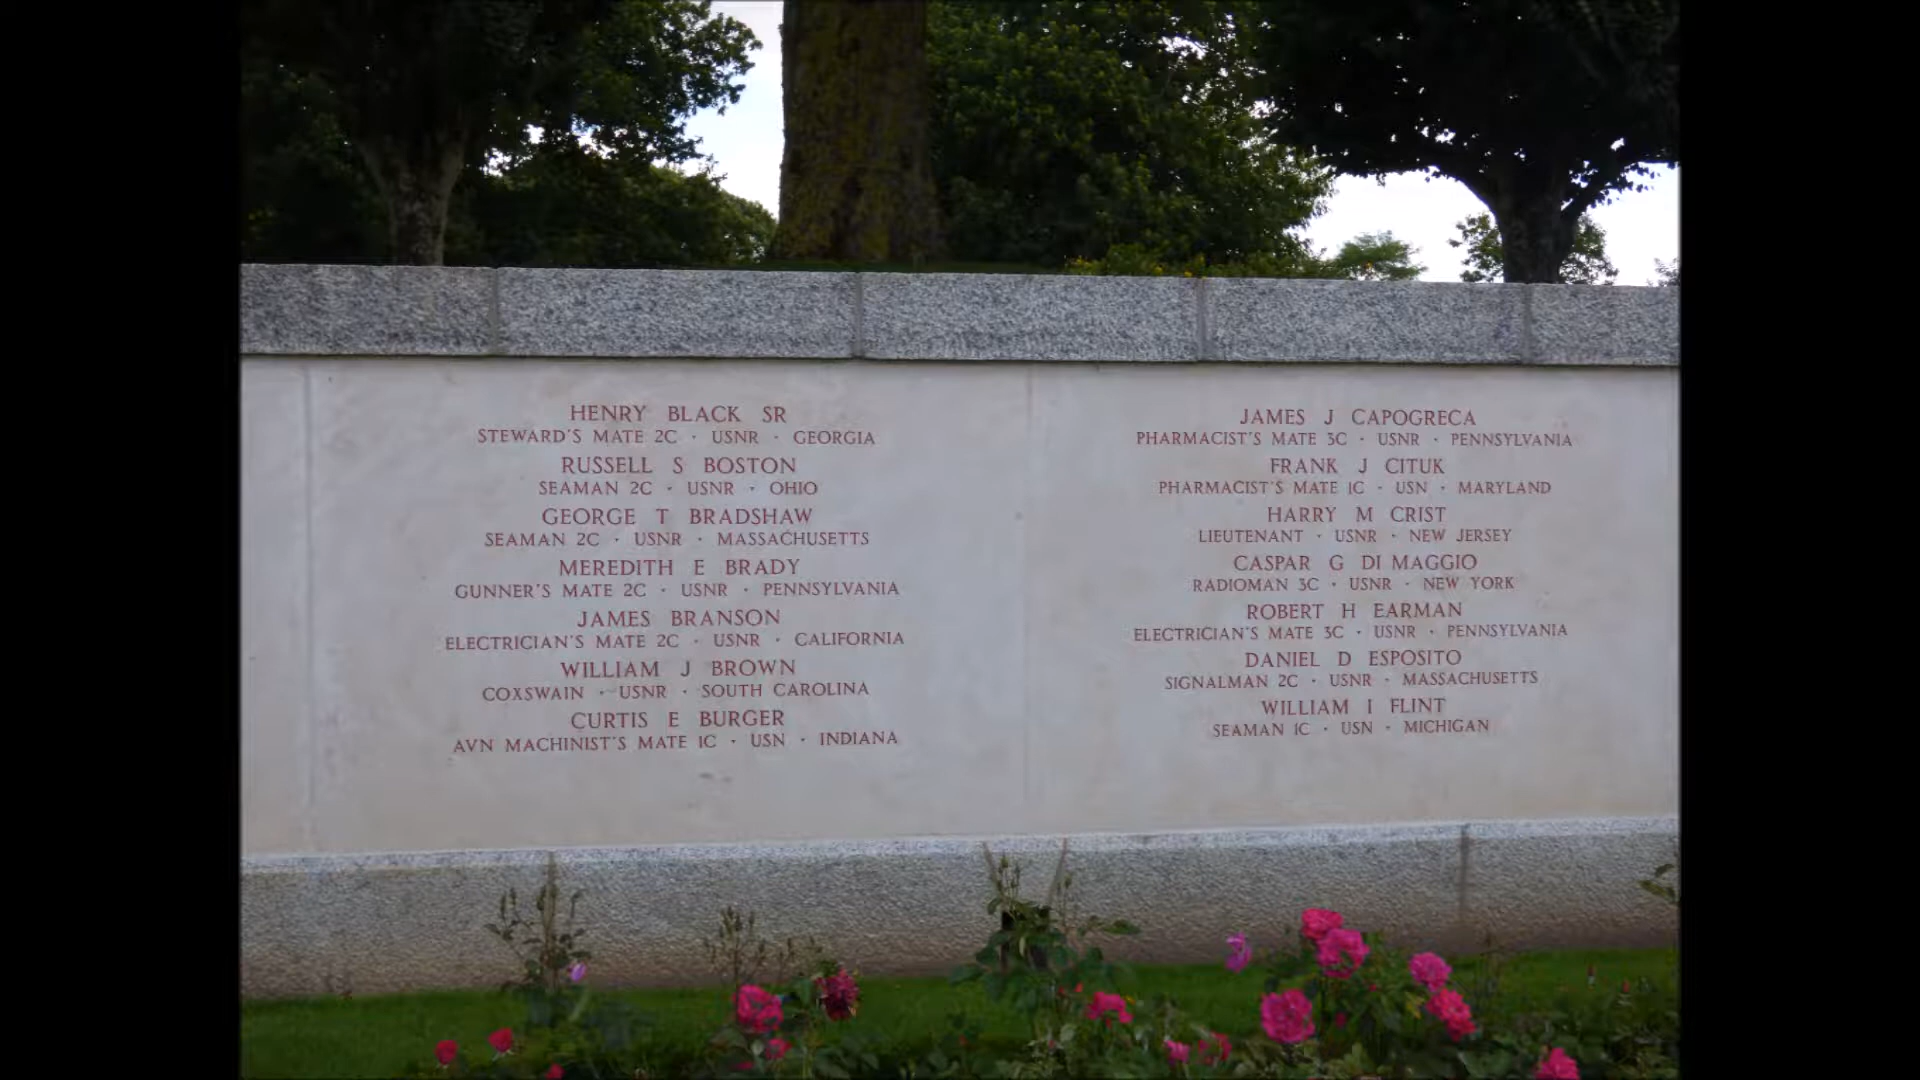 HENRY BLACK SR
STEWARD'S MATE 2C · USNR · GEORGIA
RUSSELL S BOSTON
SEAMAN 2C · USNR · OHIO
GEORGE T BRADSHAW
SEAMAN 2C · USNR · MASSACHUSETTS
MEREDITH E BRADY
GUNNER'S MATE 2C · USNR · PENNSYLVANIA
JAMES BRANSON
ELECTRICIAN'S MATE 2C · USNR · CALIFORNIA
WILLIAM J BROWN
COXSWAIN · USNR · SOUTH CAROLINA
CURTIS E BURGER
AVN MACHINIST'S MATE 1C · USN · INDIANA
JAMES J CAPOGRECA
PHARMACIST'S MATE 3C · USNR · PENNSYLVANIA
FRANK J CITUK
PHARMACIST'S MATE 1C · USN · MARYLAND
HARRY M CRIST
LIEUTENANT · USNR · NEW JERSEY
CASPAR G DI MAGGIO
RADIOMAN 3C · USNR · NEW YORK
ROBERT H EARMAN
ELECTRICIAN'S MATE 3C · USNR · PENNSYLVANIA
DANIEL D ESPOSITO
SIGNALMAN 2C · USNR · MASSACHUSETTS
WILLIAM I FLINT
SEAMAN 1C · USN · MICHIGAN